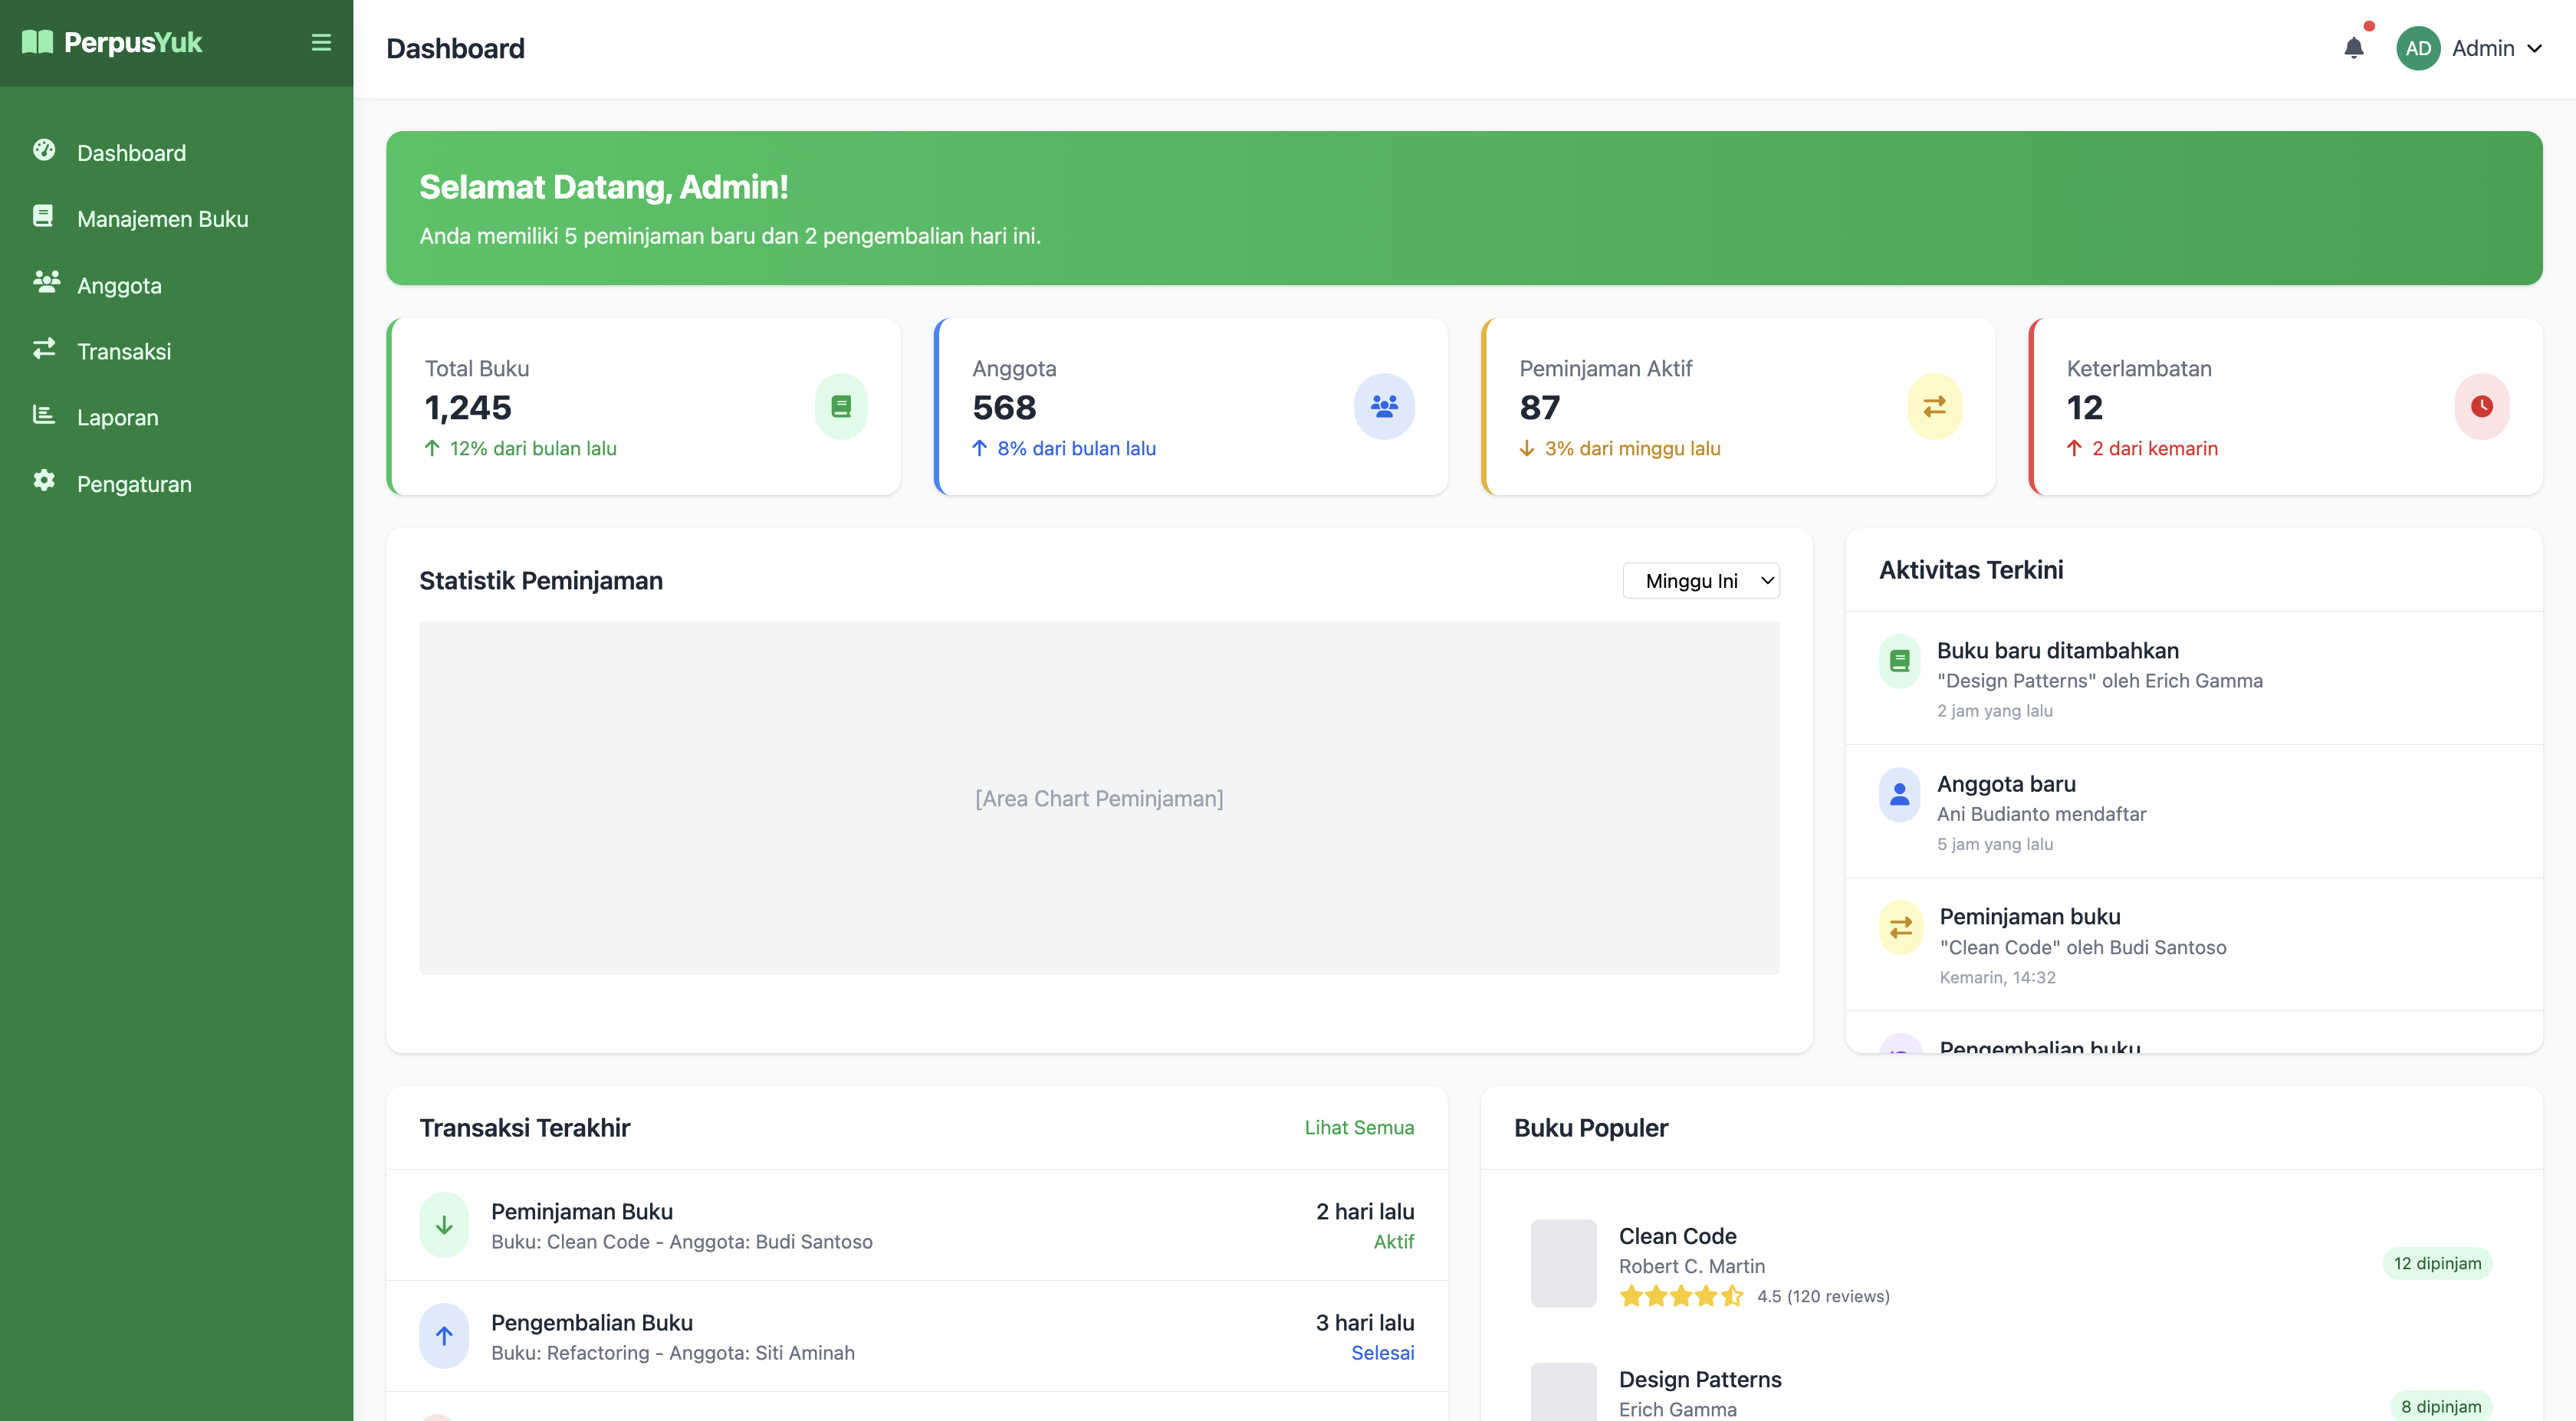 PerpusYuk
Dashboard
Manajemen Buku
Anggota
Transaksi
Laporan
Pengaturan
Dashboard
AD Admin
Selamat Datang, Admin!
Anda memiliki 5 peminjaman baru dan 2 pengembalian hari ini.
Total Buku
1,245
12% dari bulan lalu
Anggota
568
8% dari bulan lalu
Peminjaman Aktif
87
3% dari minggu lalu
Keterlambatan
12
2 dari kemarin
Statistik Peminjaman
Minggu Ini
[Area Chart Peminjaman]
Aktivitas Terkini
Buku baru ditambahkan
"Design Patterns" oleh Erich Gamma
2 jam yang lalu
Anggota baru
Ani Budianto mendaftar
5 jam yang lalu
Peminjaman buku
"Clean Code" oleh Budi Santoso
Kemarin, 14:32
Pengembalian buku
Transaksi Terakhir
Lihat Semua
Peminjaman Buku
Buku: Clean Code - Anggota: Budi Santoso
2 hari lalu
Aktif
Pengembalian Buku
Buku: Refactoring - Anggota: Siti Aminah
3 hari lalu
Selesai
Buku Populer
Clean Code
Robert C. Martin
4.5 (120 reviews)
12 dipinjam
Design Patterns
Erich Gamma
8 dipinjam